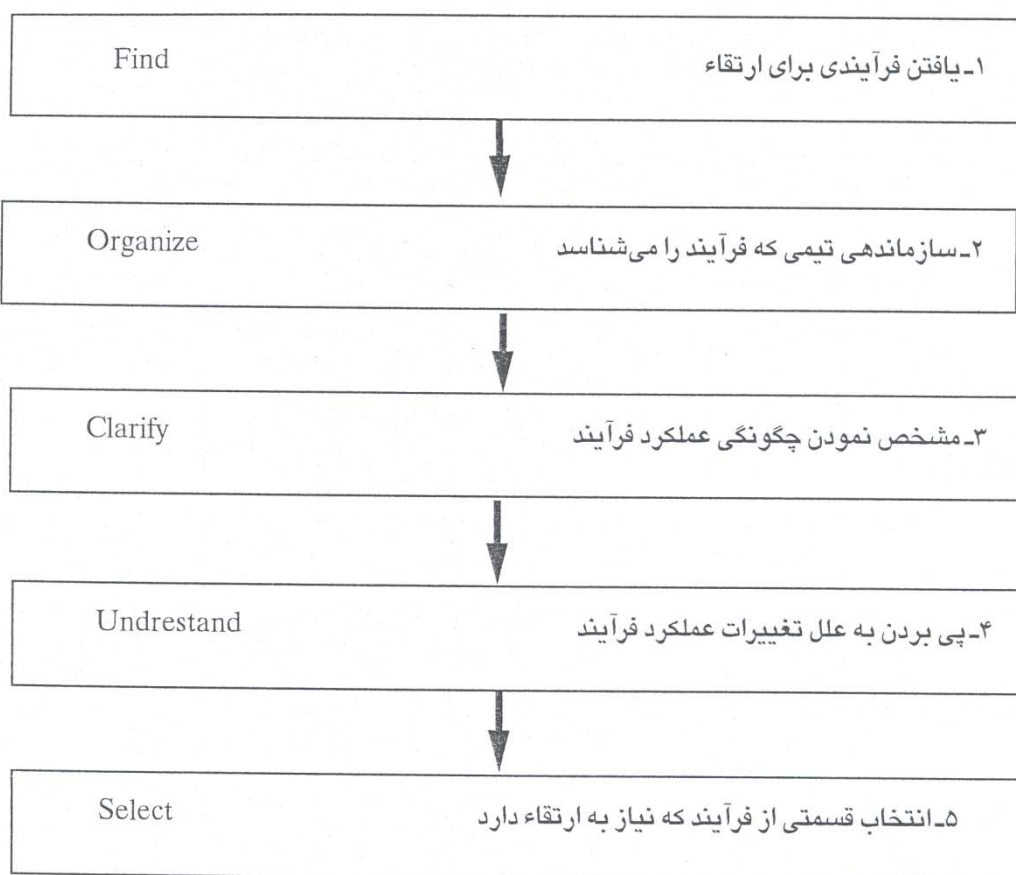 ۱ـ یافتن فرآیندی برای ارتقاء Find
۲ـ سازماندهی تیمی که فرآیند را می‌شناسد Organize
۳ـ مشخص نمودن چگونگی عملکرد فرآیند Clarify
۴ـ پی بردن به علل تغییرات عملکرد فرآیند Undrestand
۵ـ انتخاب قسمتی از فرآیند که نیاز به ارتقاء دارد Select